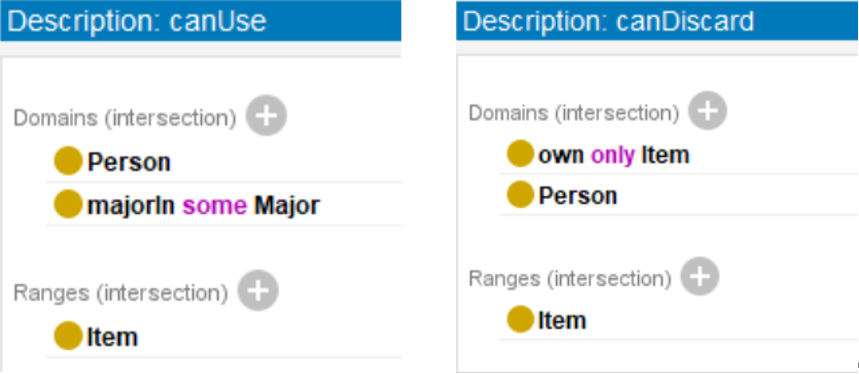 Description: canUse
Domains (intersection)
Person
majorIn some Major
Ranges (intersection)
Item
Description: canDiscard
Domains (intersection)
own only Item
Person
Ranges (intersection)
Item